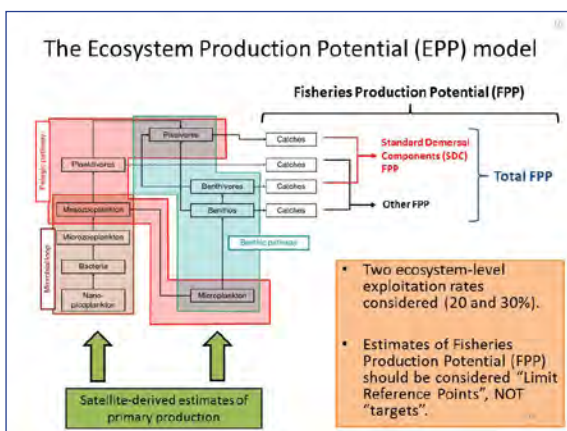 The Ecosystem Production Potential (EPP) model
Fisheries Production Potential (FPP)
Pelagic pathway
Microbial loop
Piscivores
Planktivores
Mesozooplankton
Microzooplankton
Bacteria
Nano-
picoplankton
Benthivores
Benthos
Benthic pathway
Microplankton
Catches
Catches
Catches
Catches
Standard Demersal
Components (SDC)
FPP
Other FPP
Total FPP
Satellite-derived estimates of
primary production
• Two ecosystem-level
exploitation rates
considered (20 and 30%).
• Estimates of Fisheries
Production Potential (FPP)
should be considered "Limit
Reference Points", NOT
"targets".